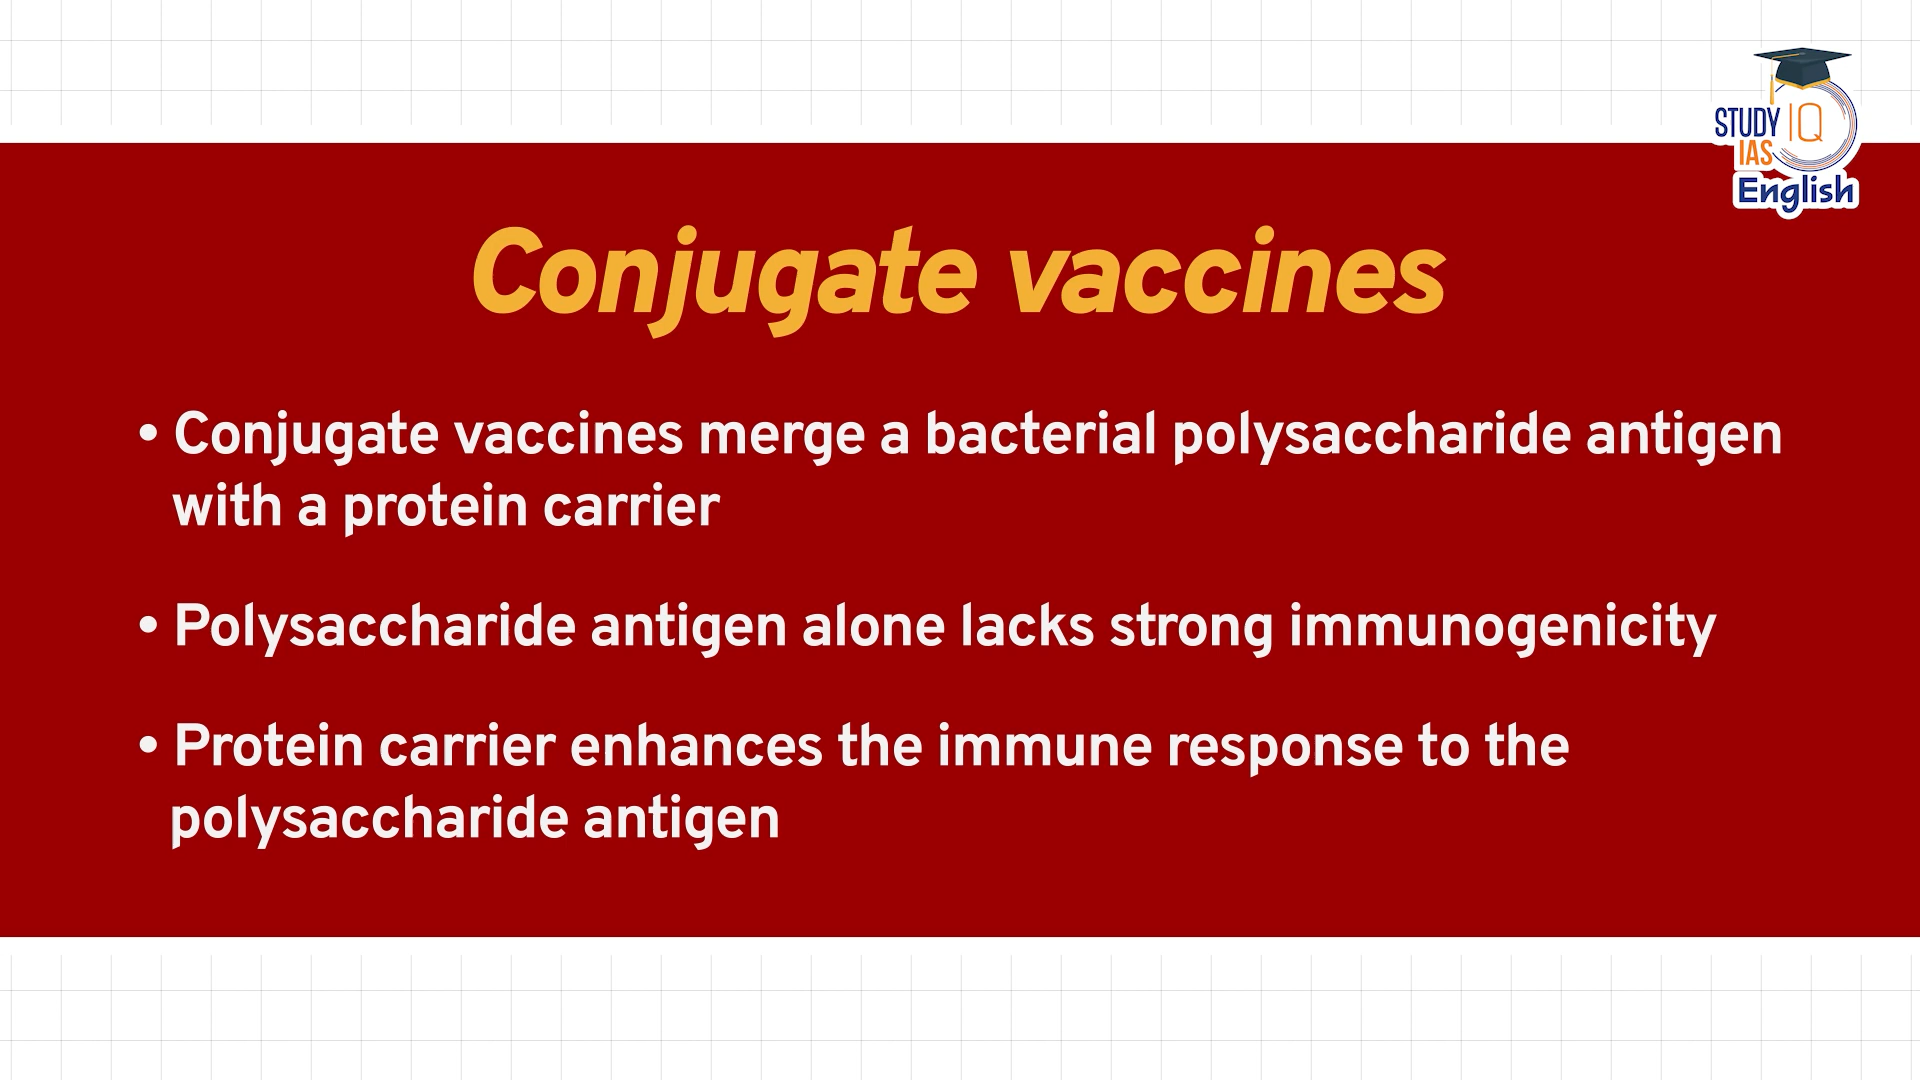 STUDY IQ
IAS
English
Conjugate vaccines
• Conjugate vaccines merge a bacterial polysaccharide antigen
with a protein carrier
• Polysaccharide antigen alone lacks strong immunogenicity
• Protein carrier enhances the immune response to the
polysaccharide antigen